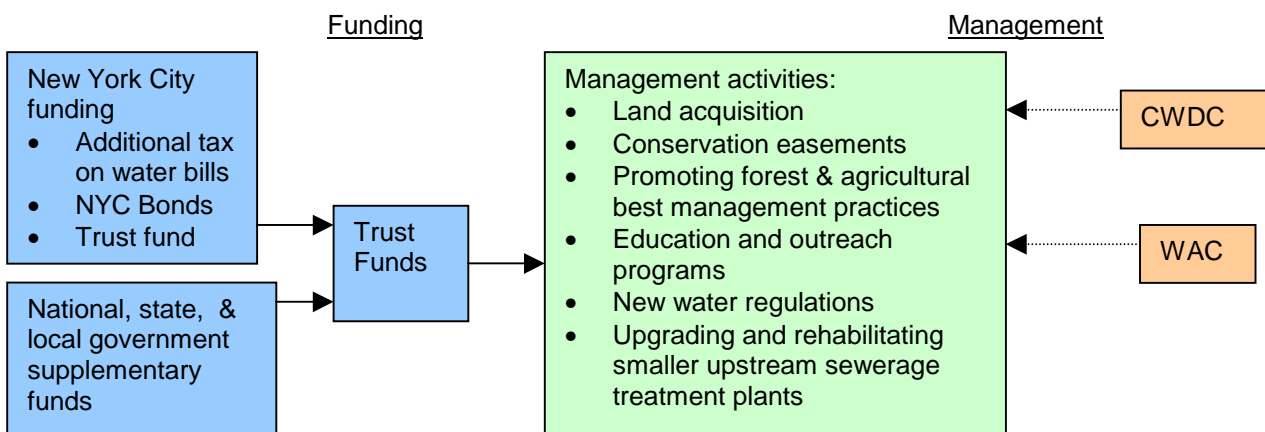 Funding
Management
New York City
funding
• Additional tax
on water bills
• NYC Bonds
• Trust fund
National, state, &
local government
supplementary
funds
Trust
Funds
Management activities:
• Land acquisition
• Conservation easements
• Promoting forest & agricultural
best management practices
• Education and outreach
programs
• New water regulations
• Upgrading and rehabilitating
smaller upstream sewerage
treatment plants
CWDC
WAC